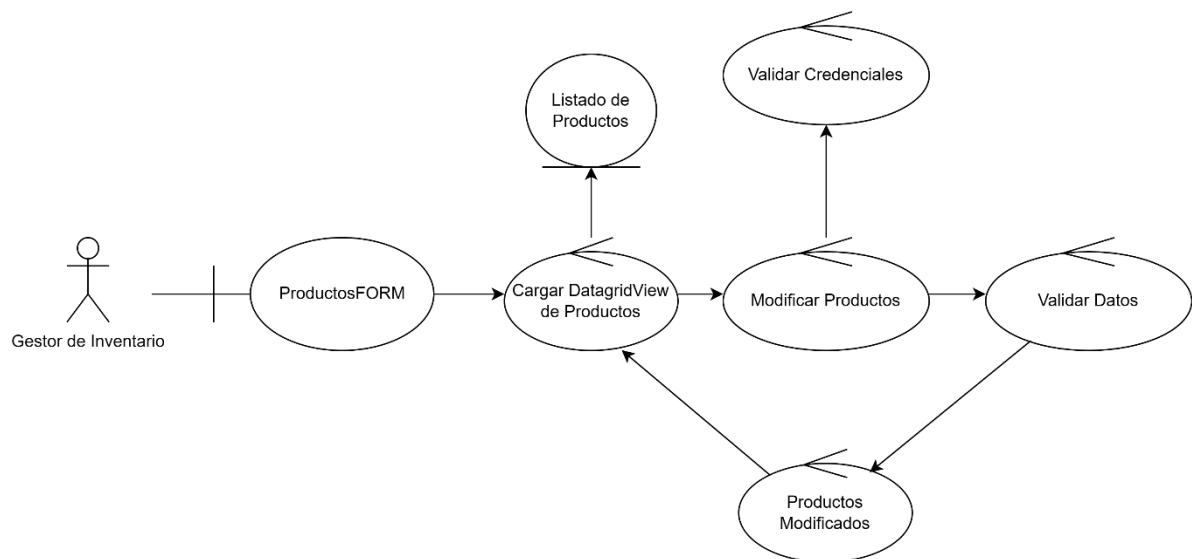 Validar Credenciales
Listado de
Productos
ProductosFORM
Cargar DatagridView
de Productos
Modificar Productos
Validar Datos
Gestor de Inventario
Productos
Modificados